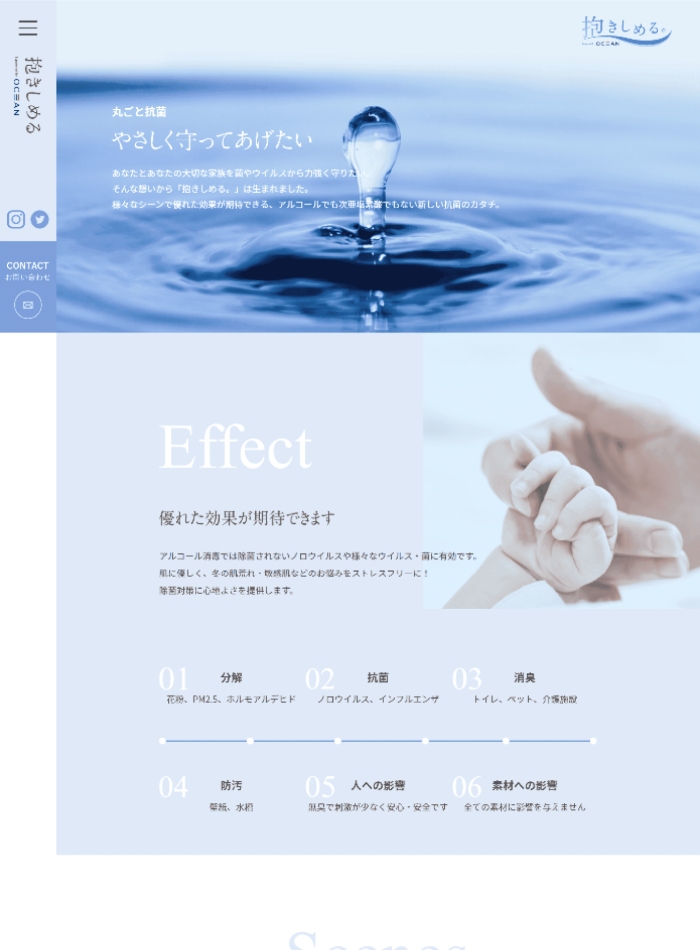 抱きしめる
OCEAN
CONTACT
お問い合わせ
抱きしめる。
OCEAN
丸ごと抗菌
やさしく守ってあげたい
あなたとあなたの大切な家族を菌やウイルスから力強く守りたい。
そんな想いから「抱きしめる。」は生まれました。
様々なシーンで優れた効果が期待できる、アルコールでも次亜塩素酸でもない新しい抗菌のカタチ。
Effect
優れた効果が期待できます
アルコール消毒では除菌されないノロウイルスや様々なウイルス・菌に有効です。
肌に優しく、冬の肌荒れ・敏感肌などのお悩みをストレスフリーに！
除菌対策に心地よさを提供します。
01 分解
花粉、PM2.5、ホルモアルデヒド
02 抗菌
ノロウイルス、インフルエンザ
03 消臭
トイレ、ペット、介護施設
04 防汚
壁紙、水垢
05 人への影響
無臭で刺激が少なく安心・安全です
06 素材への影響
全ての素材に影響を与えません